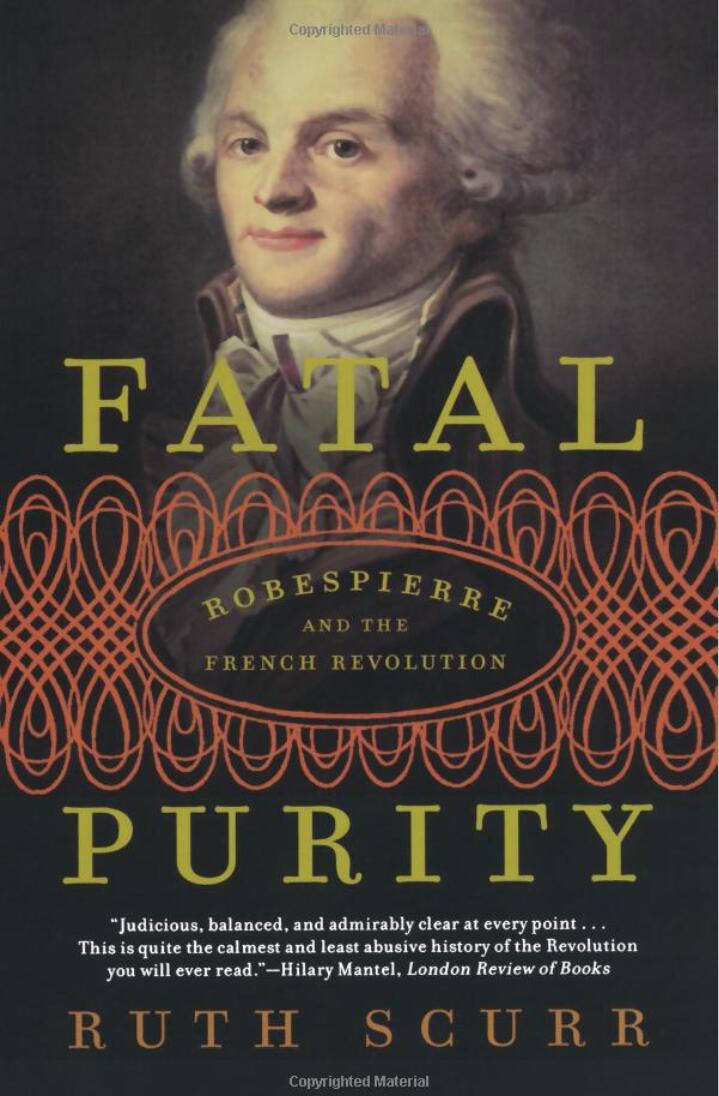 Copyrighted Material
FATAL
ROBESPIERRE
AND THE
FRENCH REVOLUTION
PURITY
“Judicious, balanced, and admirably clear at every point . . .
This is quite the calmest and least abusive history of the Revolution
you will ever read.”—Hilary Mantel, London Review of Books
RUTH SCURR
Copyrighted Material